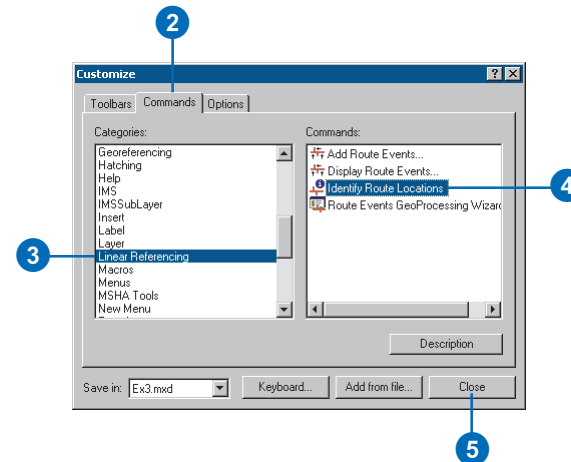 2
Customize
Toolbars Commands Options
Categories:
Georeferencing
Hatching
Help
IMS
IMSSubLayer
Insert
Label
Layer
Linear Referencing
Macros
Menus
MSHA Tools
New Menu
3
Commands:
Add Route Events...
Display Route Events...
Identify Route Locations
Route Events GeoProcessing Wizard
4
Description
Save in: Ex3.mxd Keyboard... Add from file... Close
5